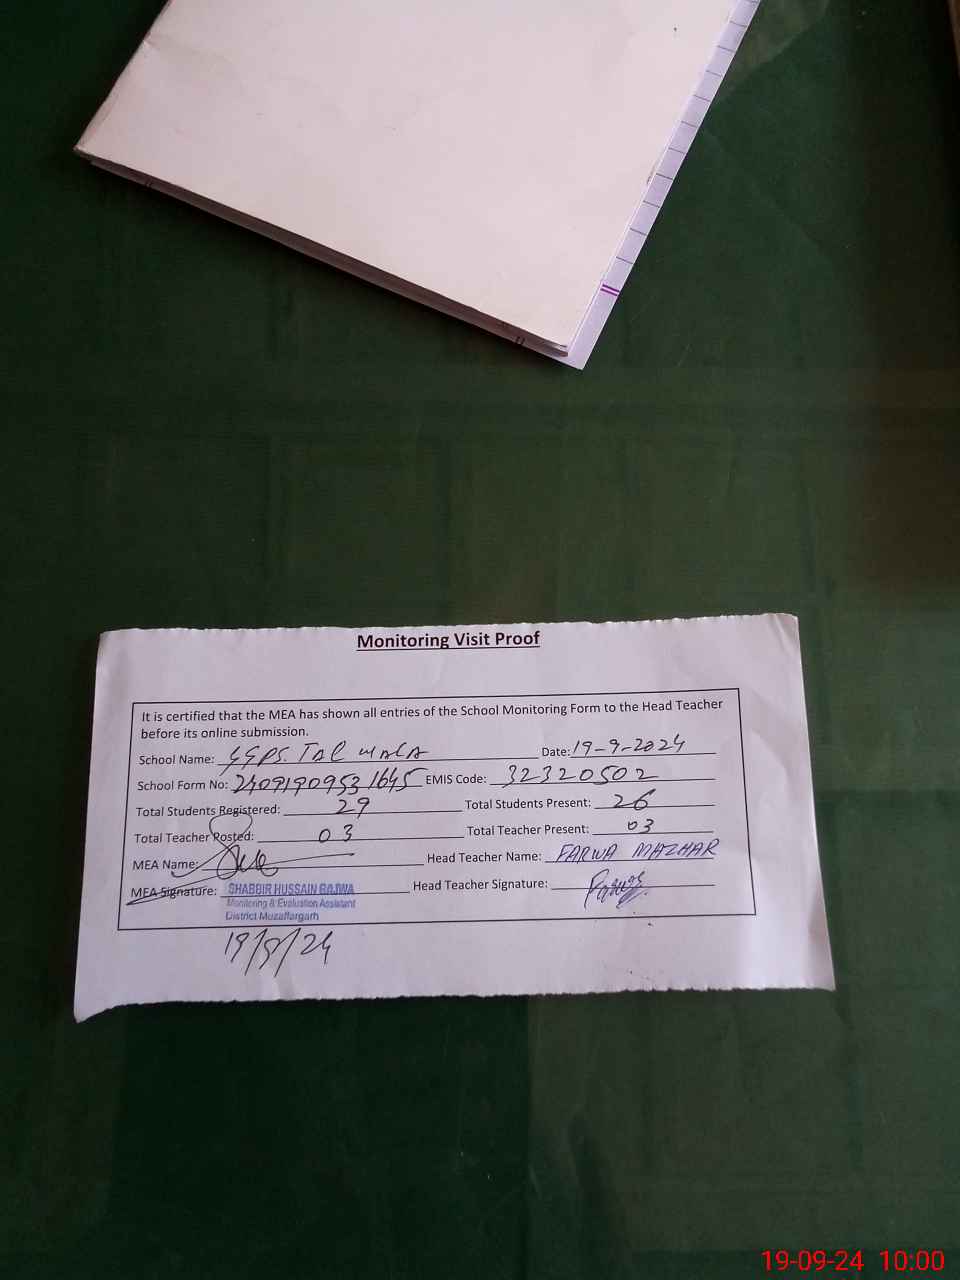 Monitoring Visit Proof
It is certified that the MEA has shown all entries of the School Monitoring Form to the Head Teacher
before its online submission.
School Name: GGPS. TAL WALA Date: 19-9-2024
School Form No: 24091909531645 EMIS Code: 32320502
Total Students Registered: 29 Total Students Present: 26
Total Teacher Posted: 03 Total Teacher Present: 03
MEA Name: Head Teacher Name: FARWA MAZHAR
MEA Signature: SHABBIR HUSSAIN BAJWA Head Teacher Signature:
Monitoring & Evaluation Assistant
District Muzaffargarh
19/9/24
19-09-24 10:00